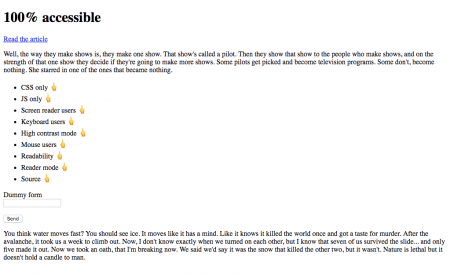 100% accessible
Read the article
Well, the way they make shows is, they make one show. That show's called a pilot. Then they show that show to the people who make shows, and on the
strength of that one show they decide if they're going to make more shows. Some pilots get picked and become television programs. Some don't, become
nothing. She starred in one of the ones that became nothing.
• CSS only 🖕
• JS only 🖕
• Screen reader users 🖕
• Keyboard users 🖕
• High contrast mode 🖕
• Mouse users 🖕
• Readability 🖕
• Reader mode 🖕
• Source 🖕
Dummy form
Send
You think water moves fast? You should see ice. It moves like it has a mind. Like it knows it killed the world once and got a taste for murder. After the
avalanche, it took us a week to climb out. Now, I don't know exactly when we turned on each other, but I know that seven of us survived the slide... and only
five made it out. Now we took an oath, that I'm breaking now. We said we'd say it was the snow that killed the other two, but it wasn't. Nature is lethal but it
doesn't hold a candle to man.